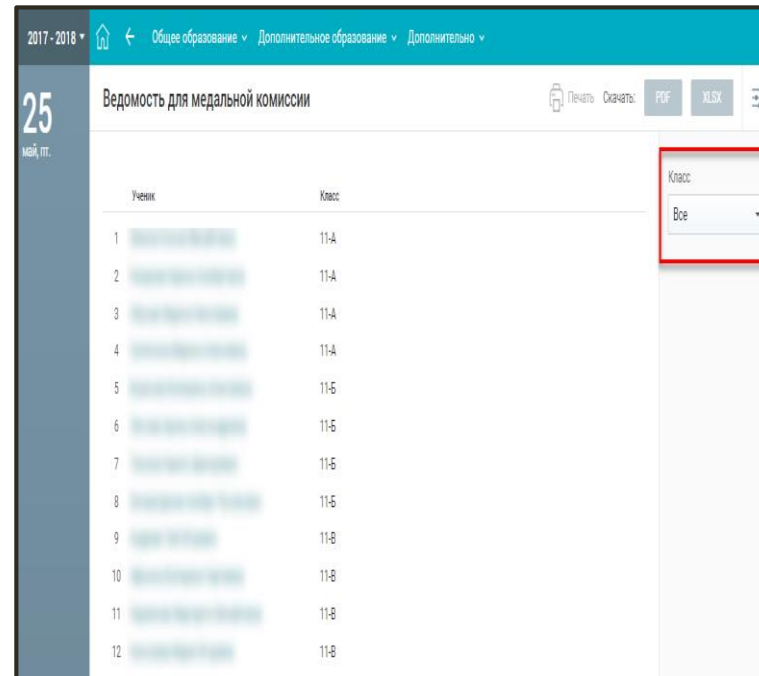 2017 - 2018 Общее образование Дополнительное образование Дополнительно
25
май, пт.
Ведомость для медальной комиссии
Печать Скачать: PDF XLSX
Класс
Все
Ученик Класс
1 11-А
2 11-А
3 11-А
4 11-А
5 11-Б
6 11-Б
7 11-Б
8 11-Б
9 11-В
10 11-В
11 11-В
12 11-В